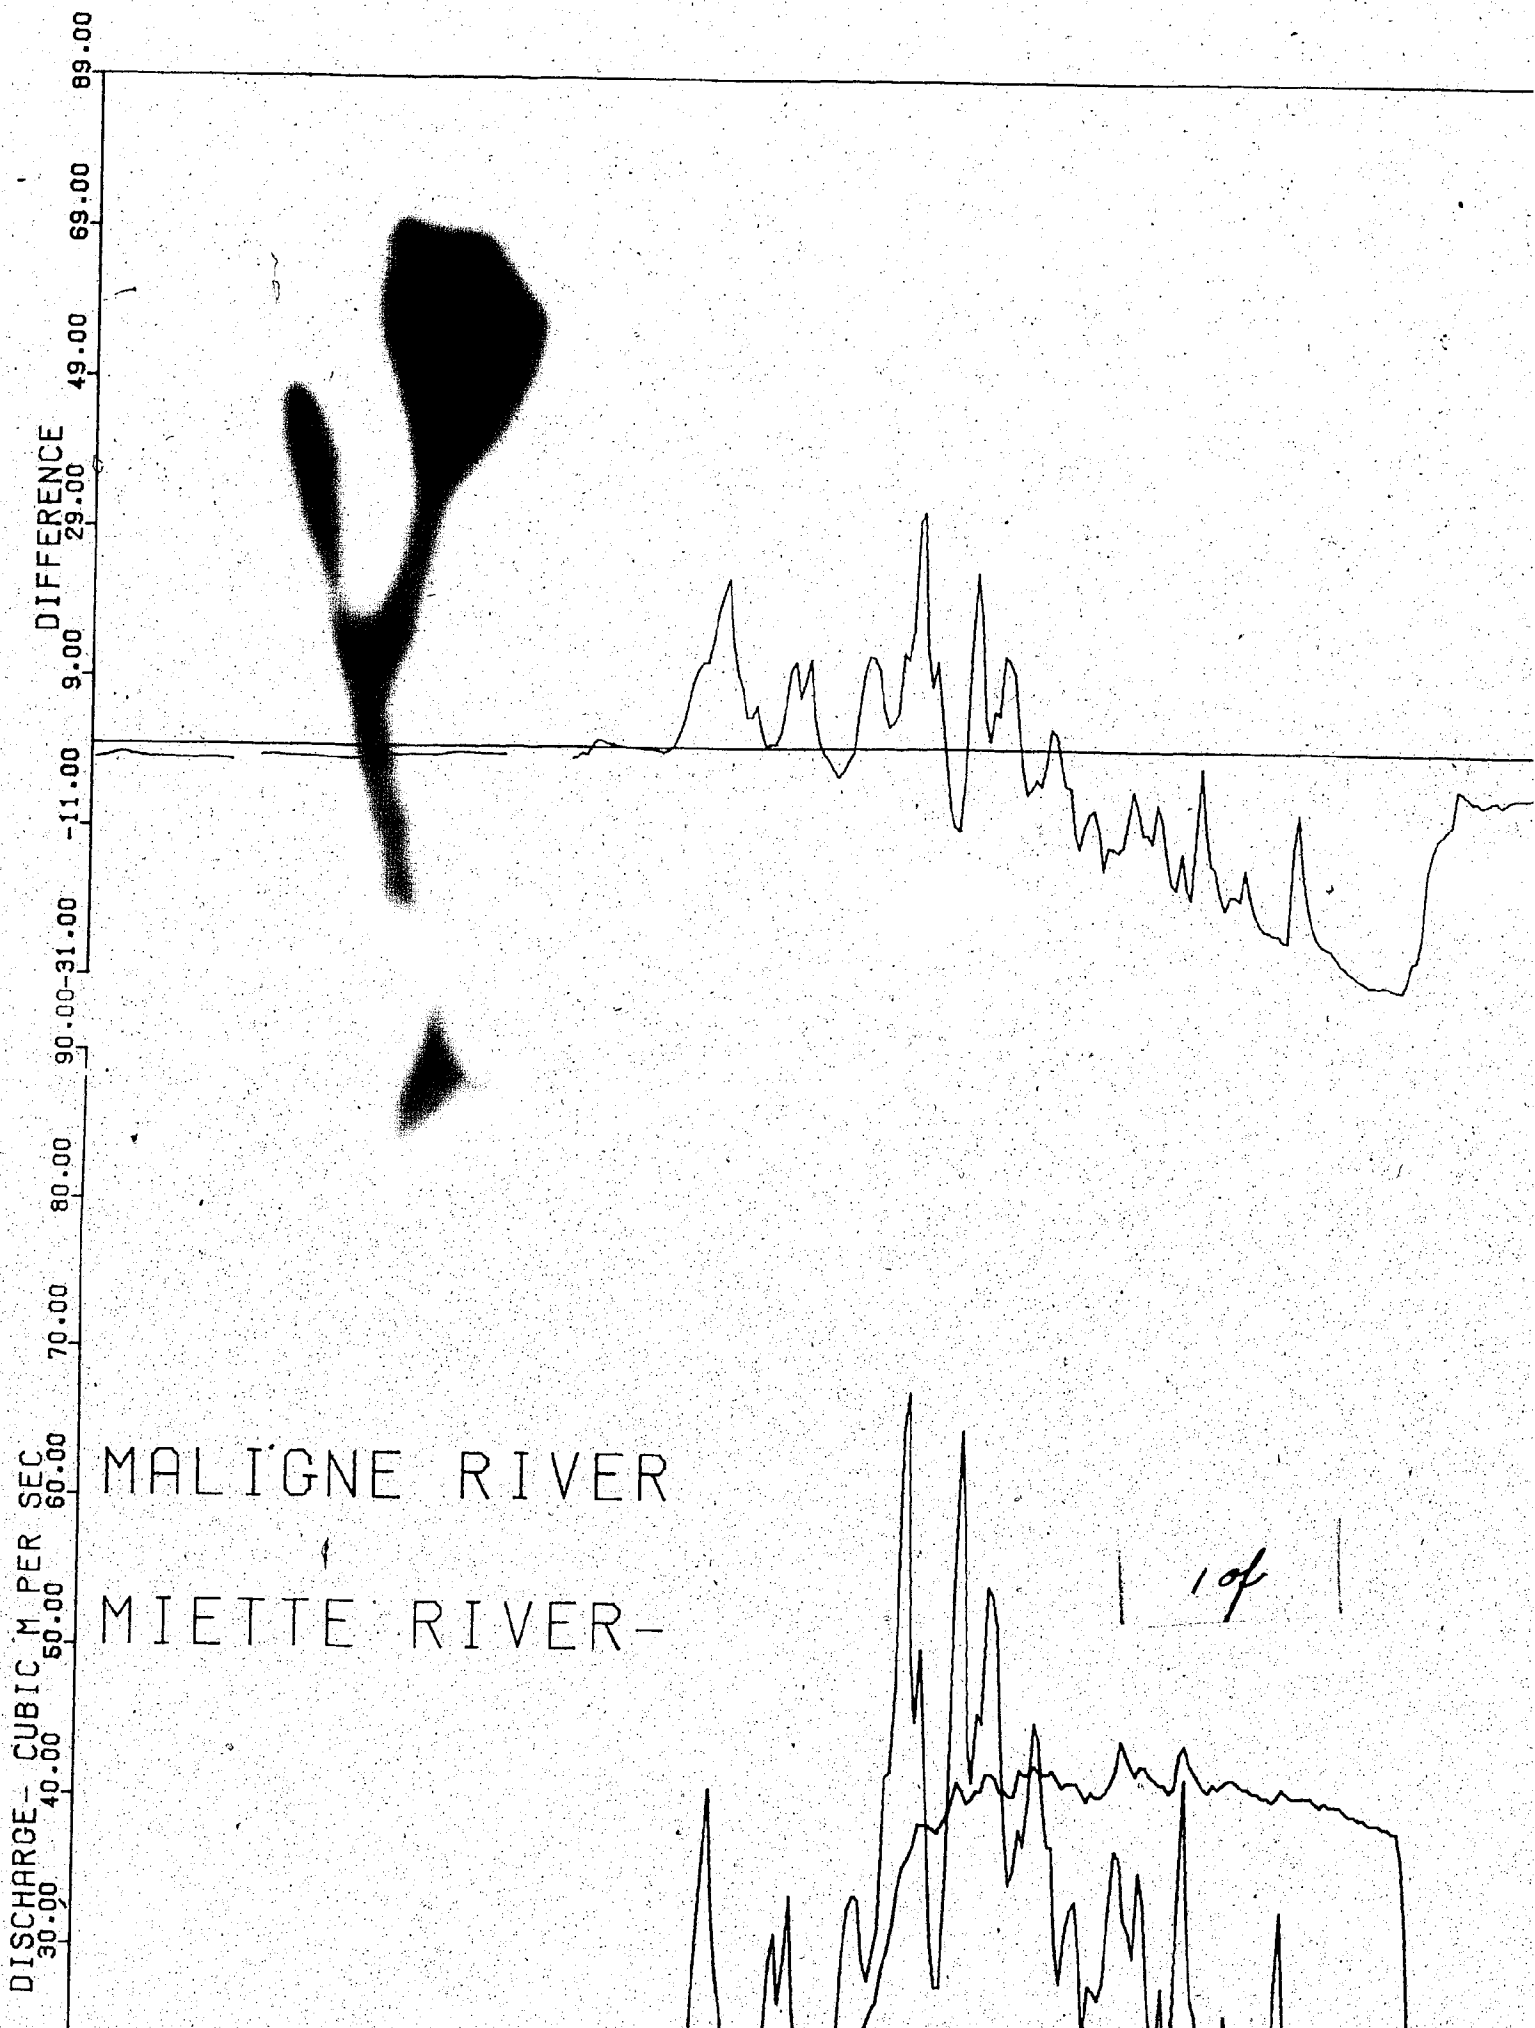 89.00
69.00
49.00
29.00
9.00
-11.00
-31.00
DIFFERENCE
90.00
80.00
70.00
60.00
50.00
40.00
30.00
DISCHARGE- CUBIC M PER SEC
MALIGNE RIVER
MIETTE RIVER-
1 of